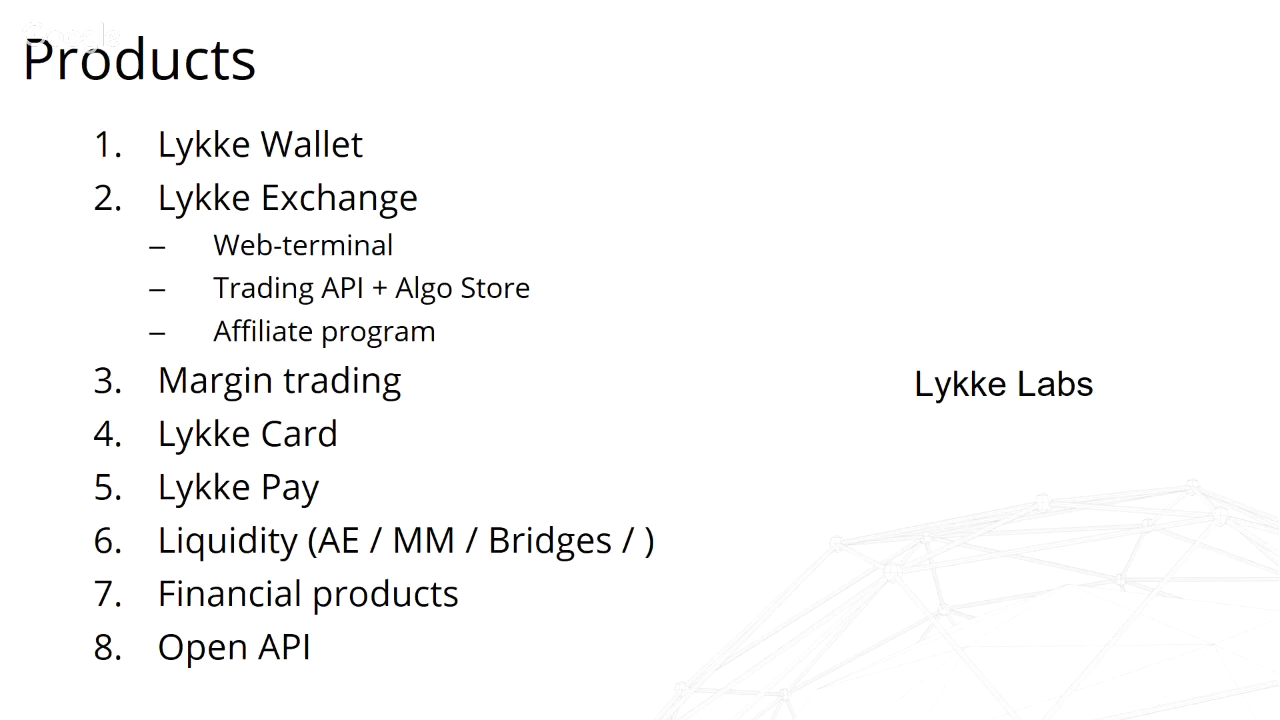 Google
Products
1. Lykke Wallet
2. Lykke Exchange
– Web-terminal
– Trading API + Algo Store
– Affiliate program
3. Margin trading
Lykke Labs
4. Lykke Card
5. Lykke Pay
6. Liquidity (AE / MM / Bridges / )
7. Financial products
8. Open API